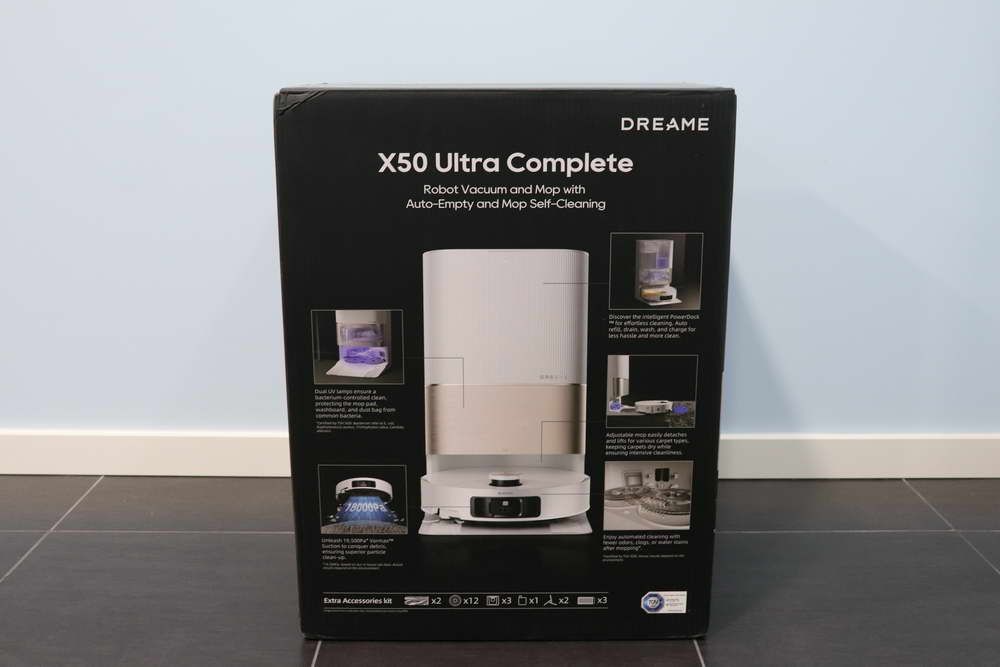 DREAME
X50 Ultra Complete
Robot Vacuum and Mop with
Auto-Empty and Mop Self-Cleaning
Discover the intelligent PowerDock
™ for effortless cleaning. Auto
refill, drain, wash, and charge for
less hassle and more clean.
Dual UV lamps ensure a
bacterium-controlled clean,
protecting the mop pad,
washboard, and dust bag from
common bacteria.
DREAME
Adjustable mop easily detaches
and lifts for various carpet types,
keeping carpets dry while
ensuring intensive cleanliness.
18000Pa
Unleash 19,500Pa* Vormax™
Suction to conquer debris,
ensuring superior particle
clean-up.
Enjoy automated cleaning with
fewer odors, clogs, or water stains
after mopping*.
Extra Accessories kit x2 x12 x3 x1 x2 x3